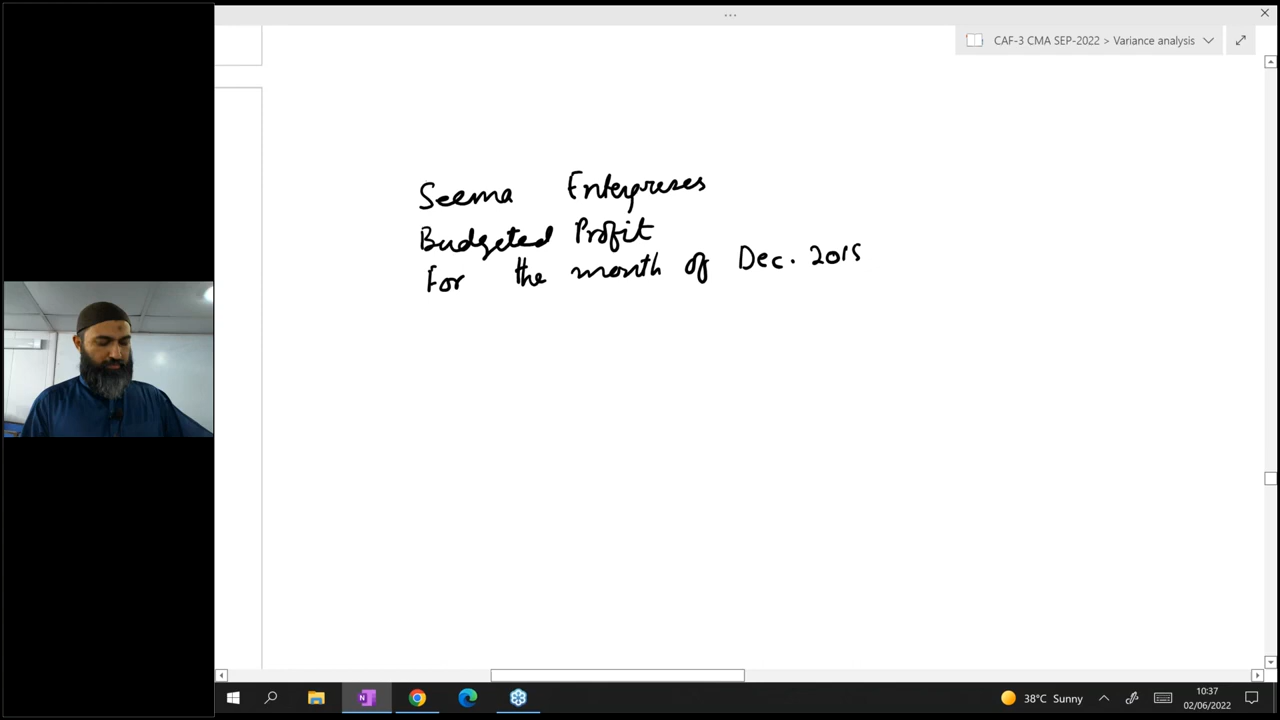 CAF-3 CMA SEP-2022 > Variance analysis
Seema Enterprises
Budgeted Profit
For the month of Dec. 2015
38°C Sunny
10:37
02/06/2022